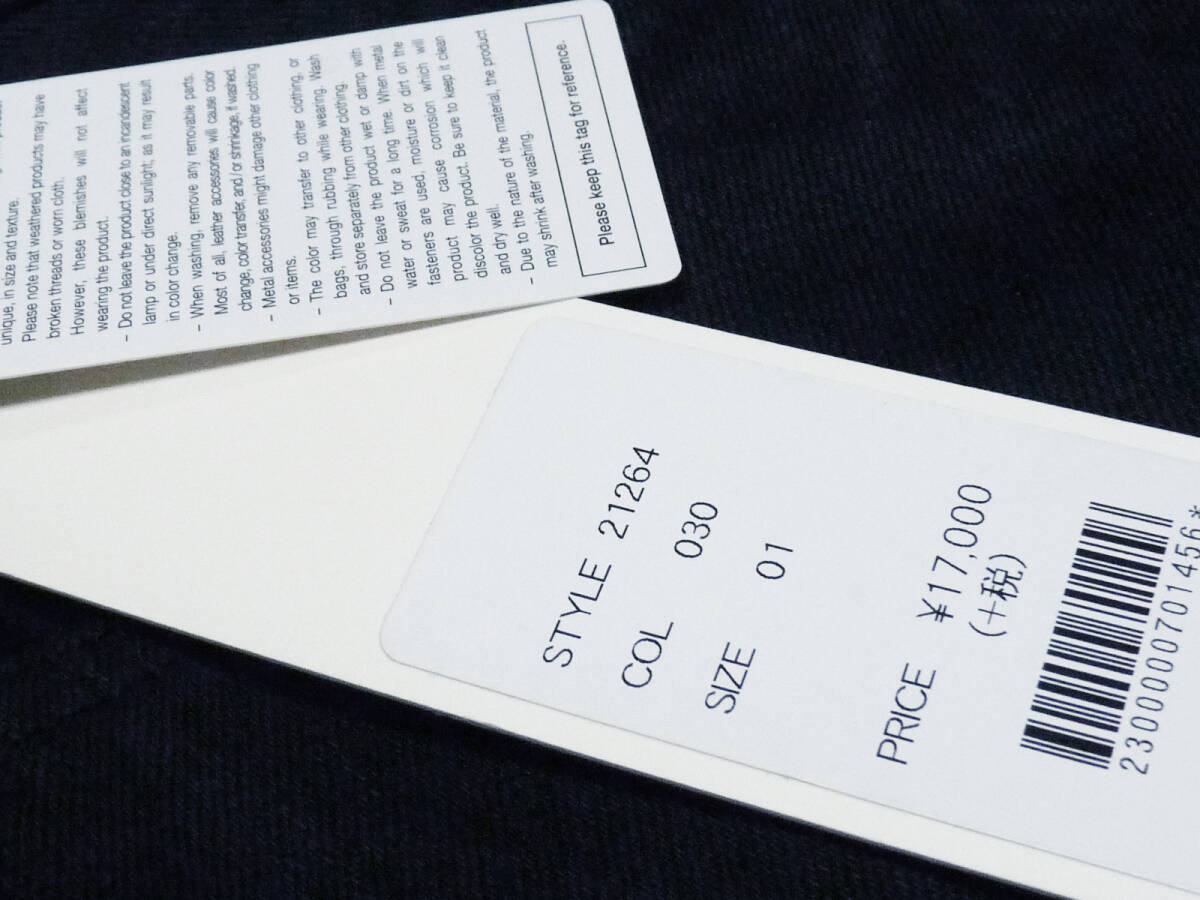 unique, in size and texture.
Please note that weathered products may have
broken threads or worn cloth.
However, these blemishes will not affect
wearing the product.
- Do not leave the product close to an incandescent
lamp or under direct sunlight; as it may result
in color change.
- When washing, remove any removable parts.
Most of all, leather accessories will cause color
change, color transfer, and / or shrinkage, if washed.
- Metal accessories might damage other clothing
or items.
- The color may transfer to other clothing, or
bags, through rubbing while wearing. Wash
and store separately from other clothing.
- Do not leave the product wet or damp with
water or sweat for a long time. When metal
fasteners are used, moisture or dirt on the
product may cause corrosion which will
discolor the product. Be sure to keep it clean
and dry well.
- Due to the nature of the material, the product
may shrink after washing.
Please keep this tag for reference.
STYLE 21264
COL 030
SIZE 01
PRICE ¥17,000
(+税)
2300000701456*